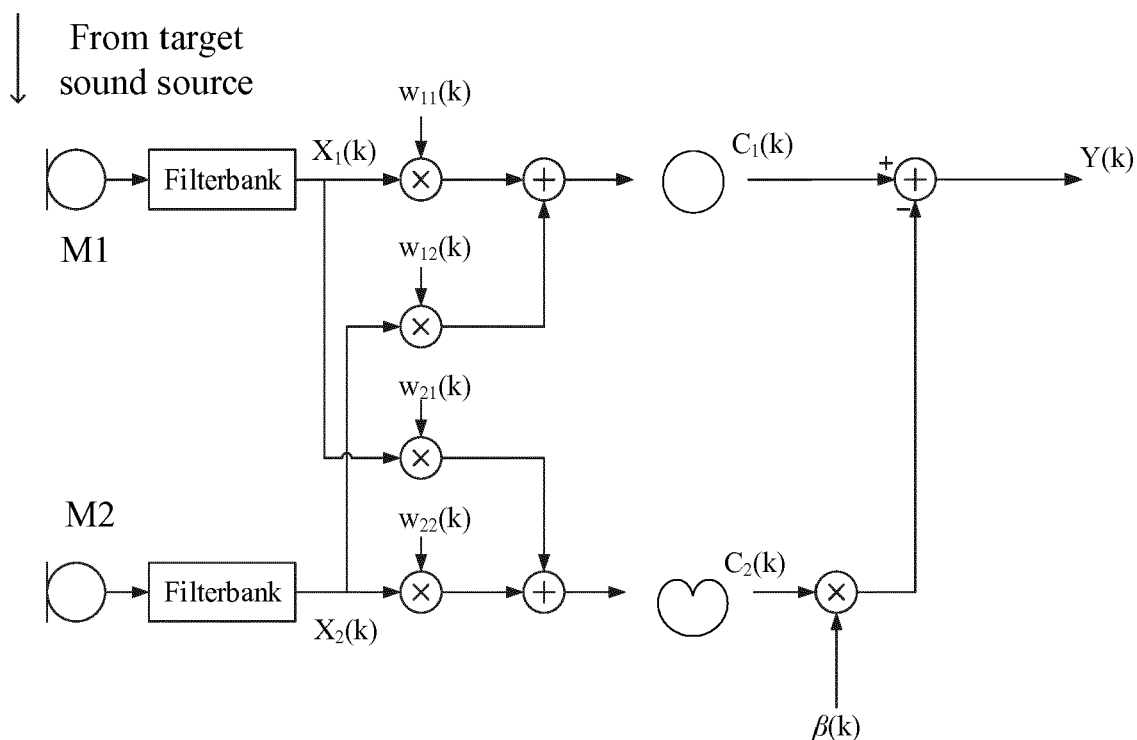 From target
sound source
w₁₁(k)
X₁(k)
C₁(k)
Y(k)
Filterbank
×
+
+
+
−
M1
w₁₂(k)
×
w₂₁(k)
×
M2
w₂₂(k)
C₂(k)
Filterbank
×
+
×
X₂(k)
β(k)